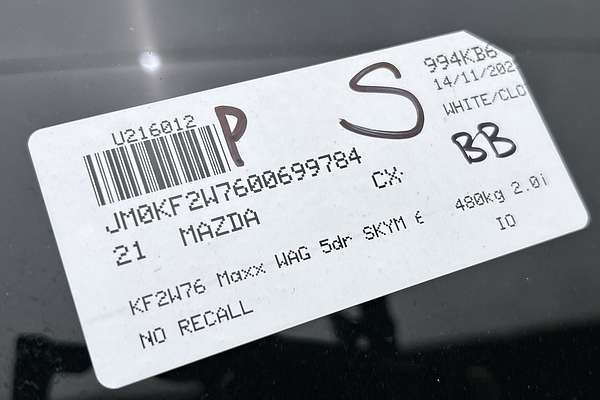 U216012
P
S
994KB6
14/11/202
WHITE/CLO
BB
JM0KF2W7600699784
21 MAZDA CX-
KF2W76 Maxx WAG 5dr SKYM 6 480kg 2.0i
NO RECALL IO